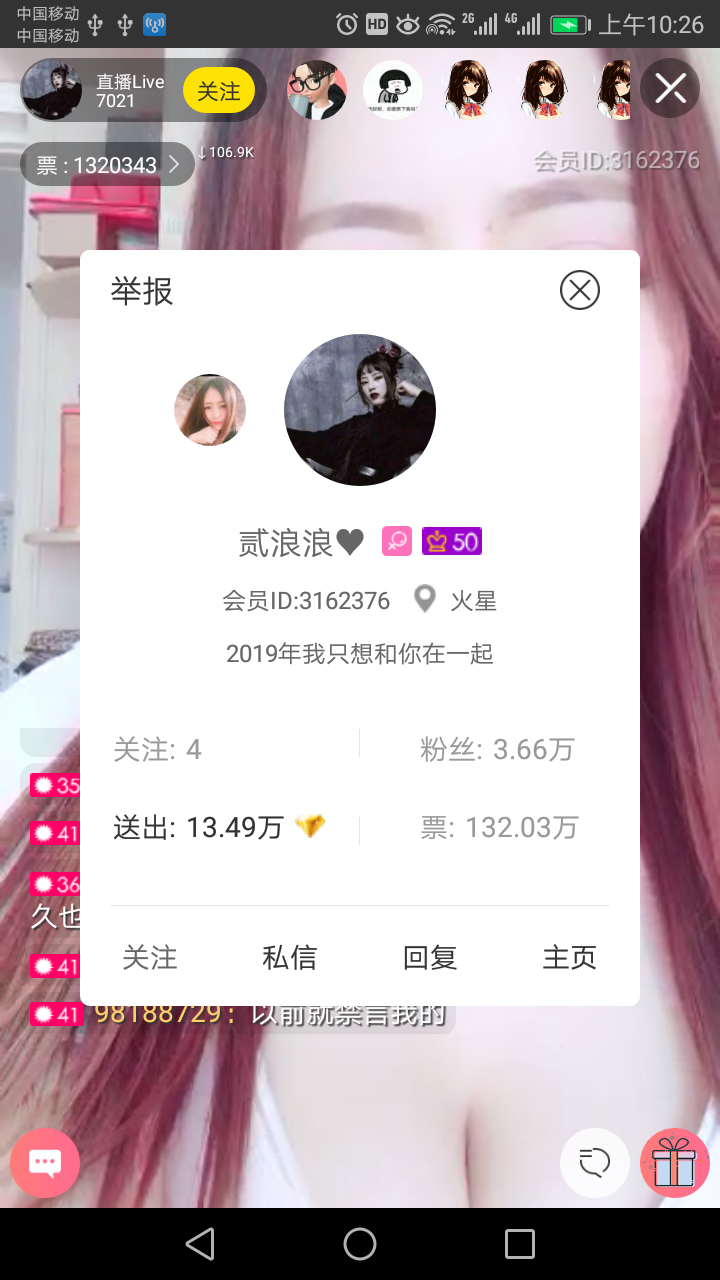 中国移动
中国移动
HD
2G
4G
上午10:26
直播Live
7021
关注
票 : 1320343
↓106.9K
会员ID:3162376
举报
贰浪浪♥
50
会员ID:3162376
火星
2019年我只想和你在一起
关注: 4
粉丝: 3.66万
送出: 13.49万
票: 132.03万
关注
私信
回复
主页
35
41
36
久也
41
41 98188729 : 以前就禁言我的